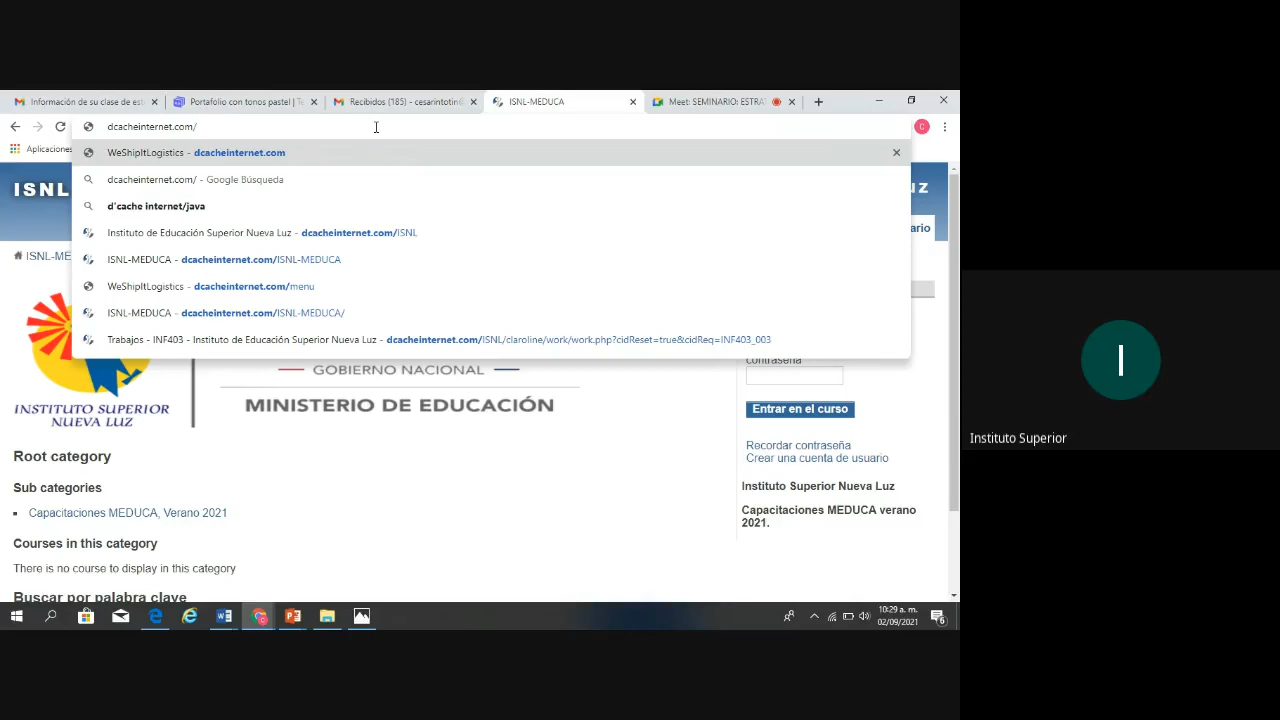 Información de su clase de est
Portafolio con tonos pastel | Te
Recibidos (185) - cesarintotin@
ISNL-MEDUCA
Meet: SEMINARIO: ESTRAT
dcacheinternet.com/
C
Aplicaciones
WeShipItLogistics - dcacheinternet.com
dcacheinternet.com/ - Google Búsqueda
d'cache internet/java
Instituto de Educación Superior Nueva Luz - dcacheinternet.com/ISNL
ISNL-MEDUCA - dcacheinternet.com/ISNL-MEDUCA
WeShipItLogistics - dcacheinternet.com/menu
ISNL-MEDUCA - dcacheinternet.com/ISNL-MEDUCA/
Trabajos - INF403 - Instituto de Educación Superior Nueva Luz - dcacheinternet.com/ISNL/claroline/work/work.php?cidReset=true&cidReq=INF403_003
ISNL
uz
ario
ISNL-ME
INSTITUTO SUPERIOR
NUEVA LUZ
GOBIERNO NACIONAL
MINISTERIO DE EDUCACIÓN
contraseña
Entrar en el curso
Recordar contraseña
Crear una cuenta de usuario
Instituto Superior Nueva Luz
Capacitaciones MEDUCA verano
2021.
Root category
Sub categories
Capacitaciones MEDUCA, Verano 2021
Courses in this category
There is no course to display in this category
Buscar por palabra clave
10:29 a. m.
02/09/2021
6
I
Instituto Superior